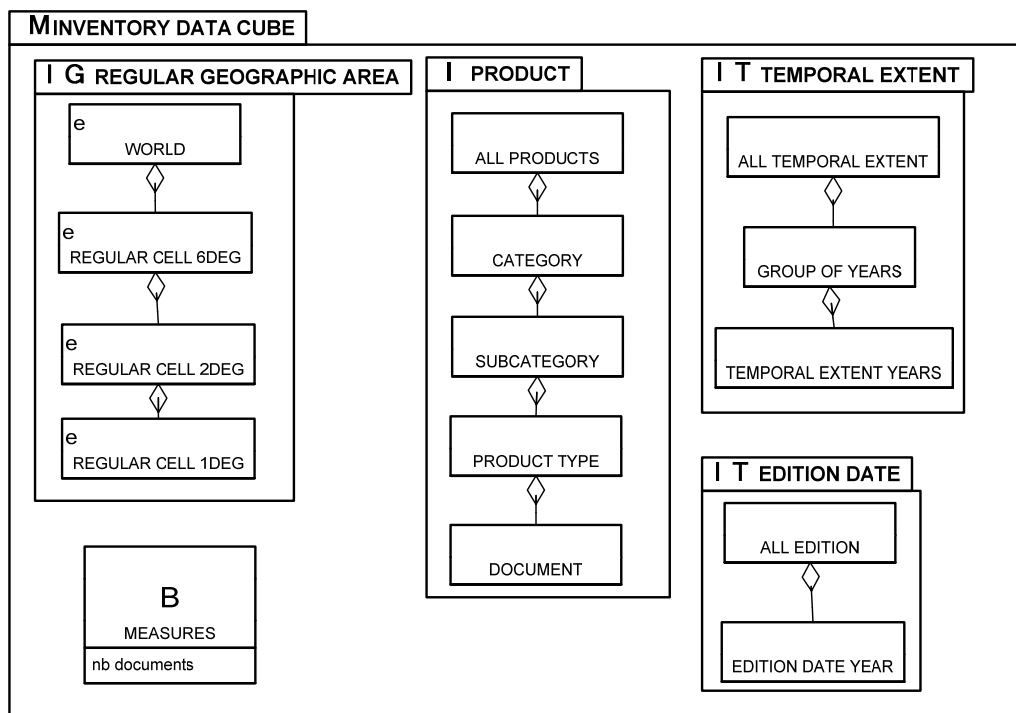 MINVENTORY DATA CUBE
I G REGULAR GEOGRAPHIC AREA
e
WORLD
e
REGULAR CELL 6DEG
e
REGULAR CELL 2DEG
e
REGULAR CELL 1DEG
B
MEASURES
nb documents
I PRODUCT
ALL PRODUCTS
CATEGORY
SUBCATEGORY
PRODUCT TYPE
DOCUMENT
I T TEMPORAL EXTENT
ALL TEMPORAL EXTENT
GROUP OF YEARS
TEMPORAL EXTENT YEARS
I T EDITION DATE
ALL EDITION
EDITION DATE YEAR